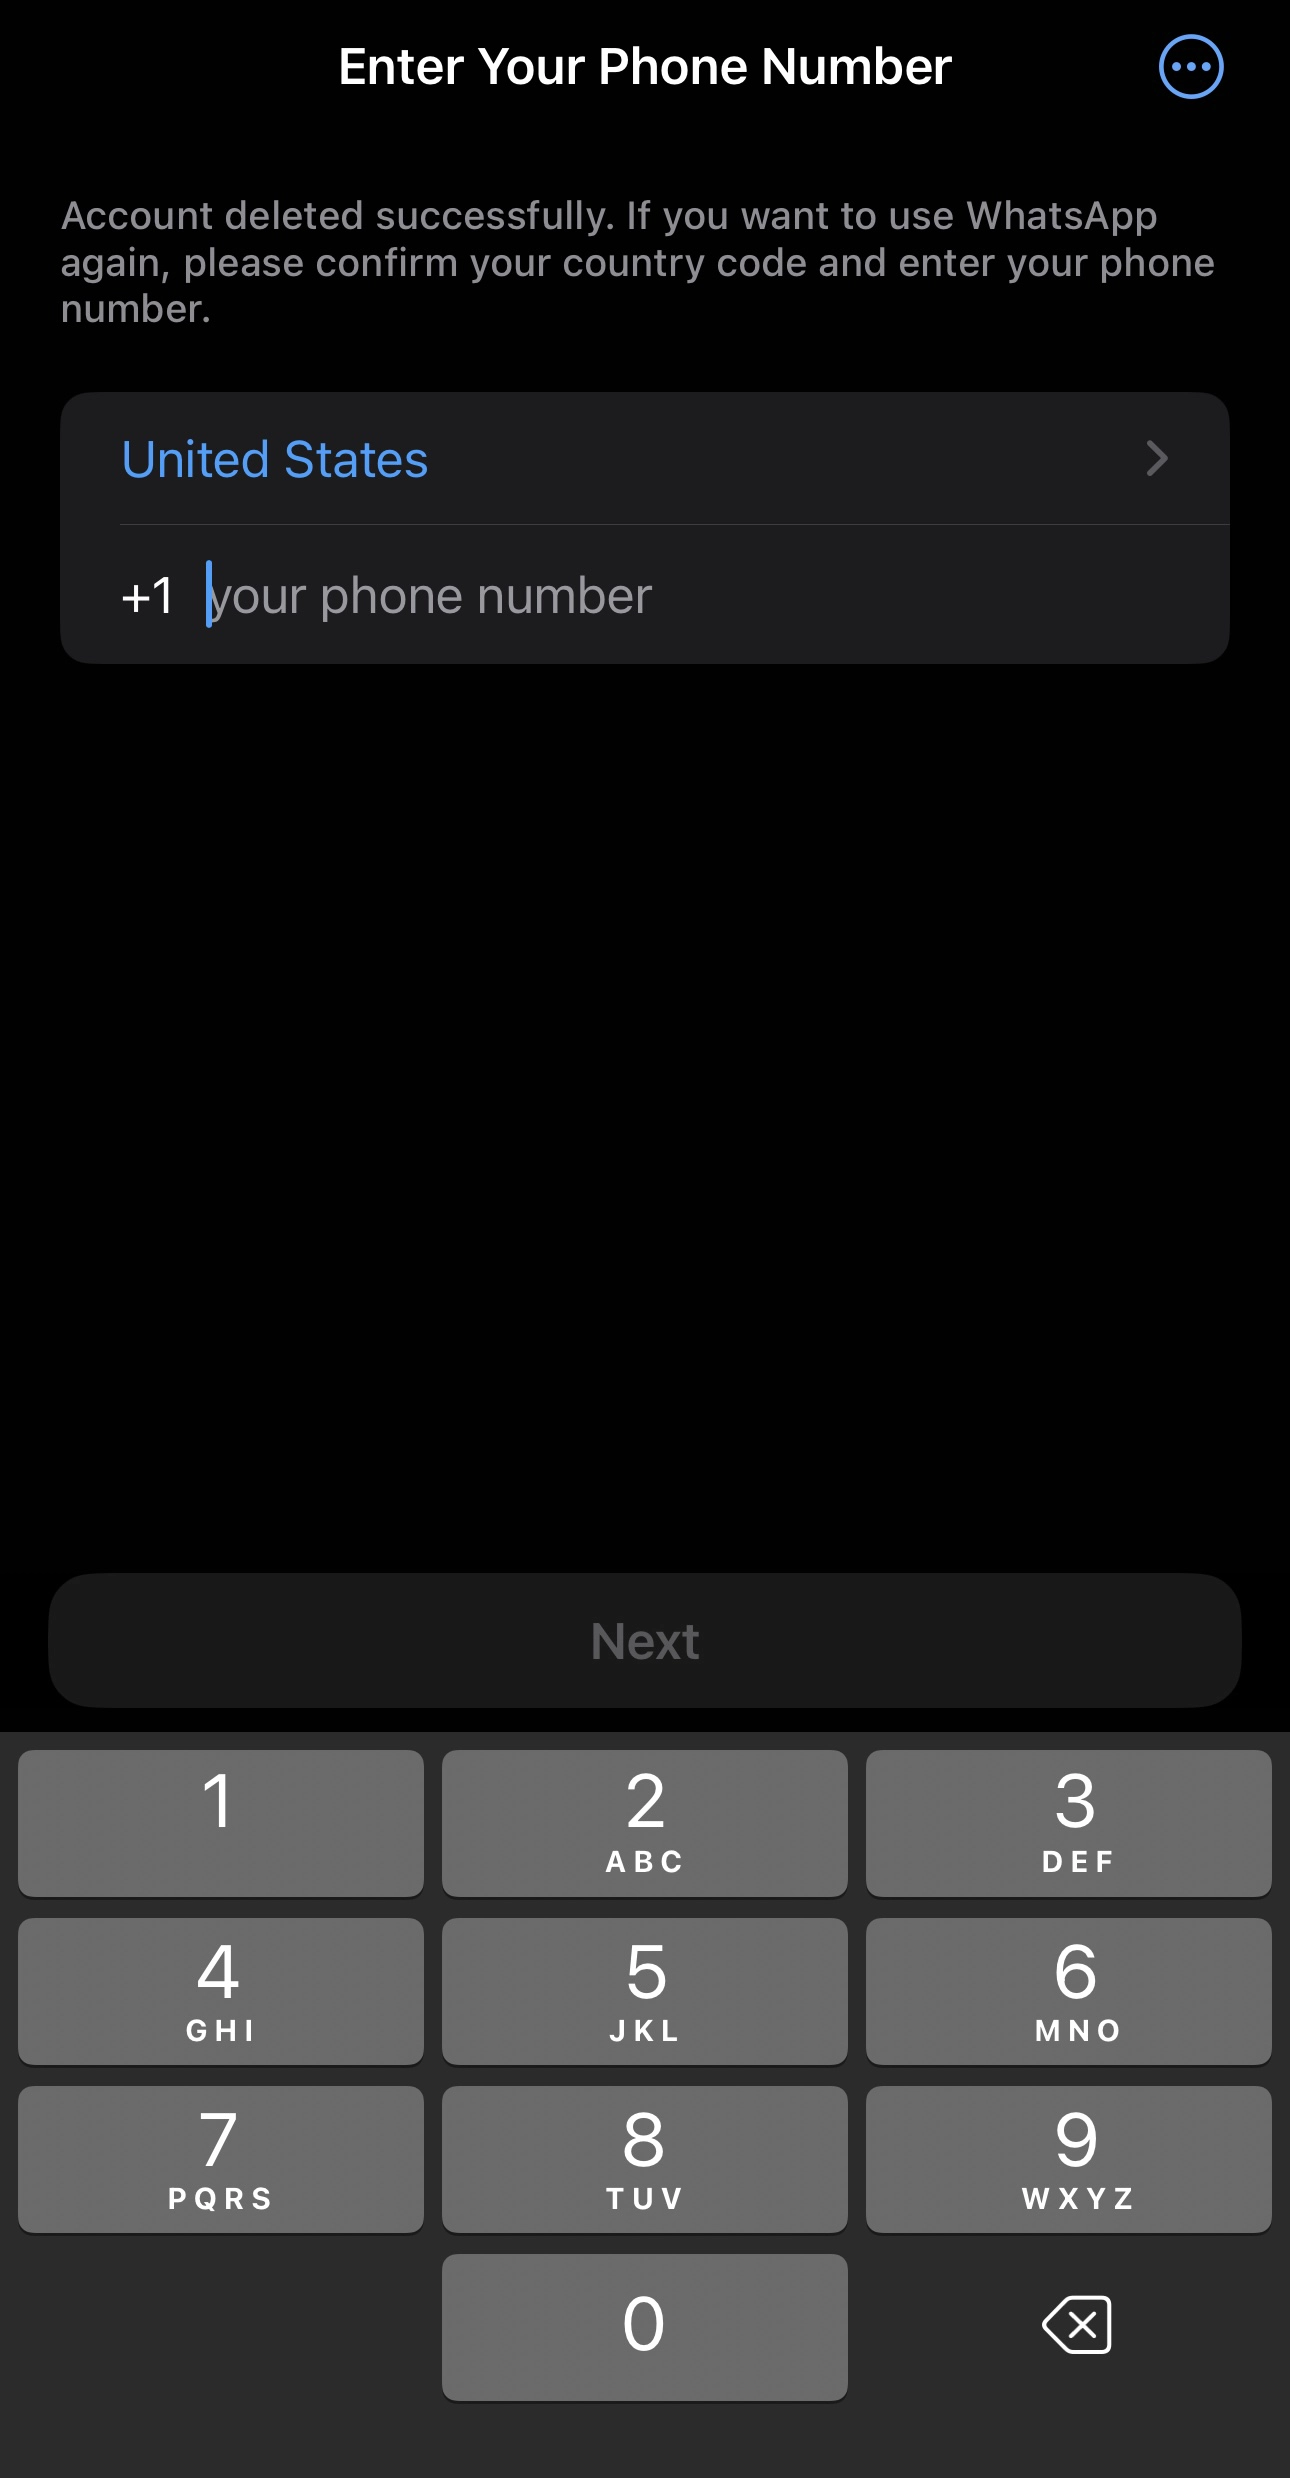 Enter Your Phone Number
Account deleted successfully. If you want to use WhatsApp
again, please confirm your country code and enter your phone
number.
United States
+1 your phone number
Next
1 2 3
ABC DEF
4 5 6
GHI JKL MNO
7 8 9
PQRS TUV WXYZ
0